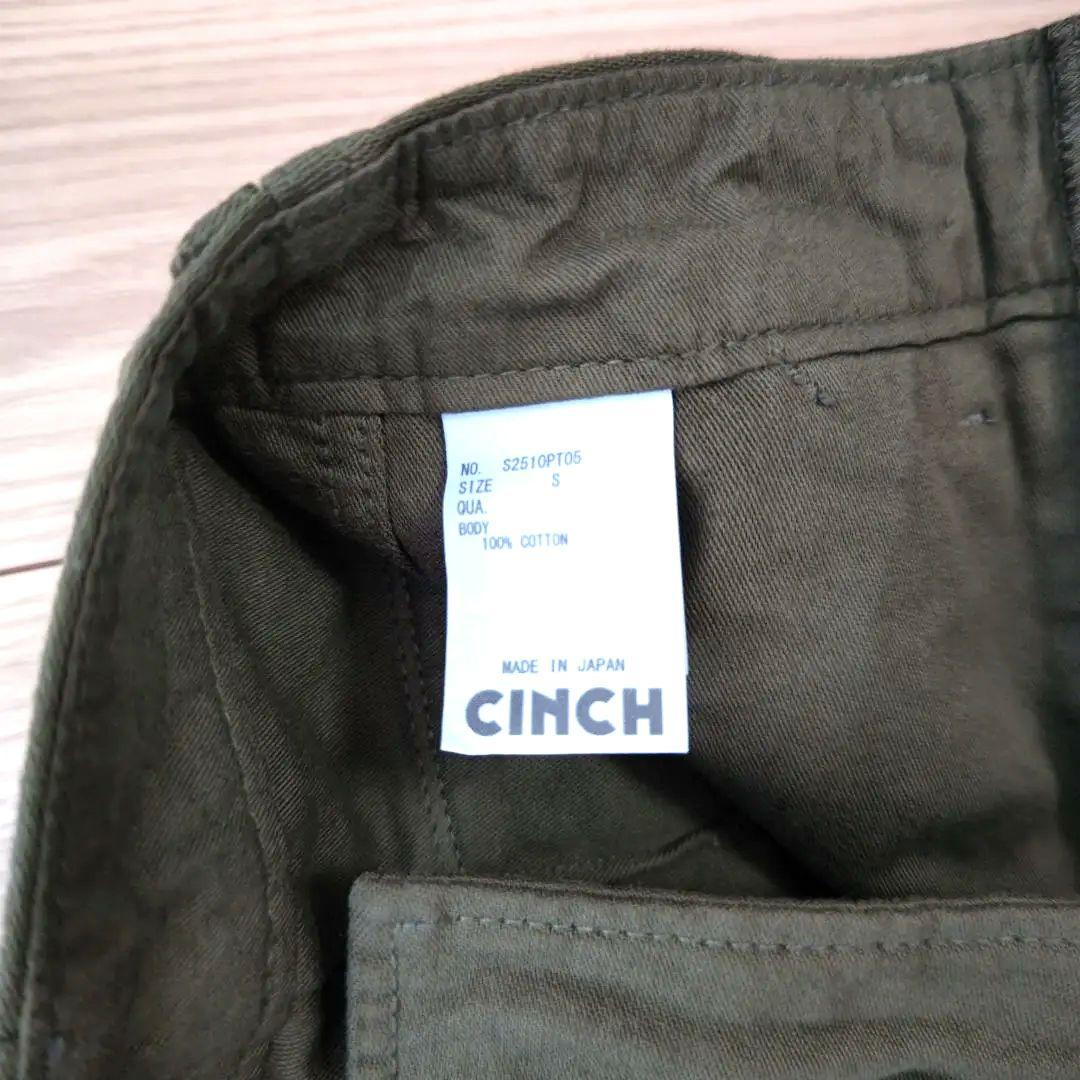 NO. S2510PT05
SIZE S
QUA.
BODY
100% COTTON
MADE IN JAPAN
CINCH